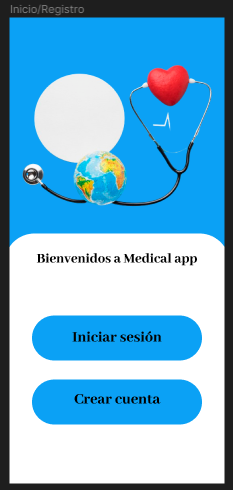 Inicio/Registro
Bienvenidos a Medical app
Iniciar sesión
Crear cuenta